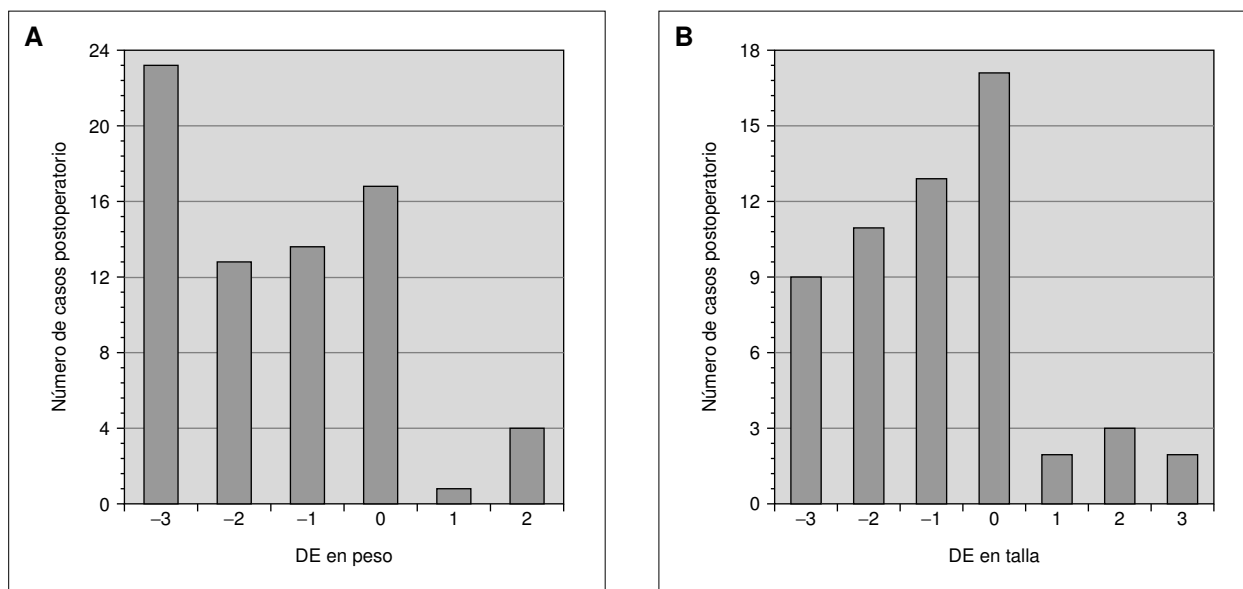 A
Número de casos postoperatorio
24
20
16
12
8
4
0
−3 −2 −1 0 1 2
DE en peso
B
Número de casos postoperatorio
18
15
12
9
6
3
0
−3 −2 −1 0 1 2 3
DE en talla